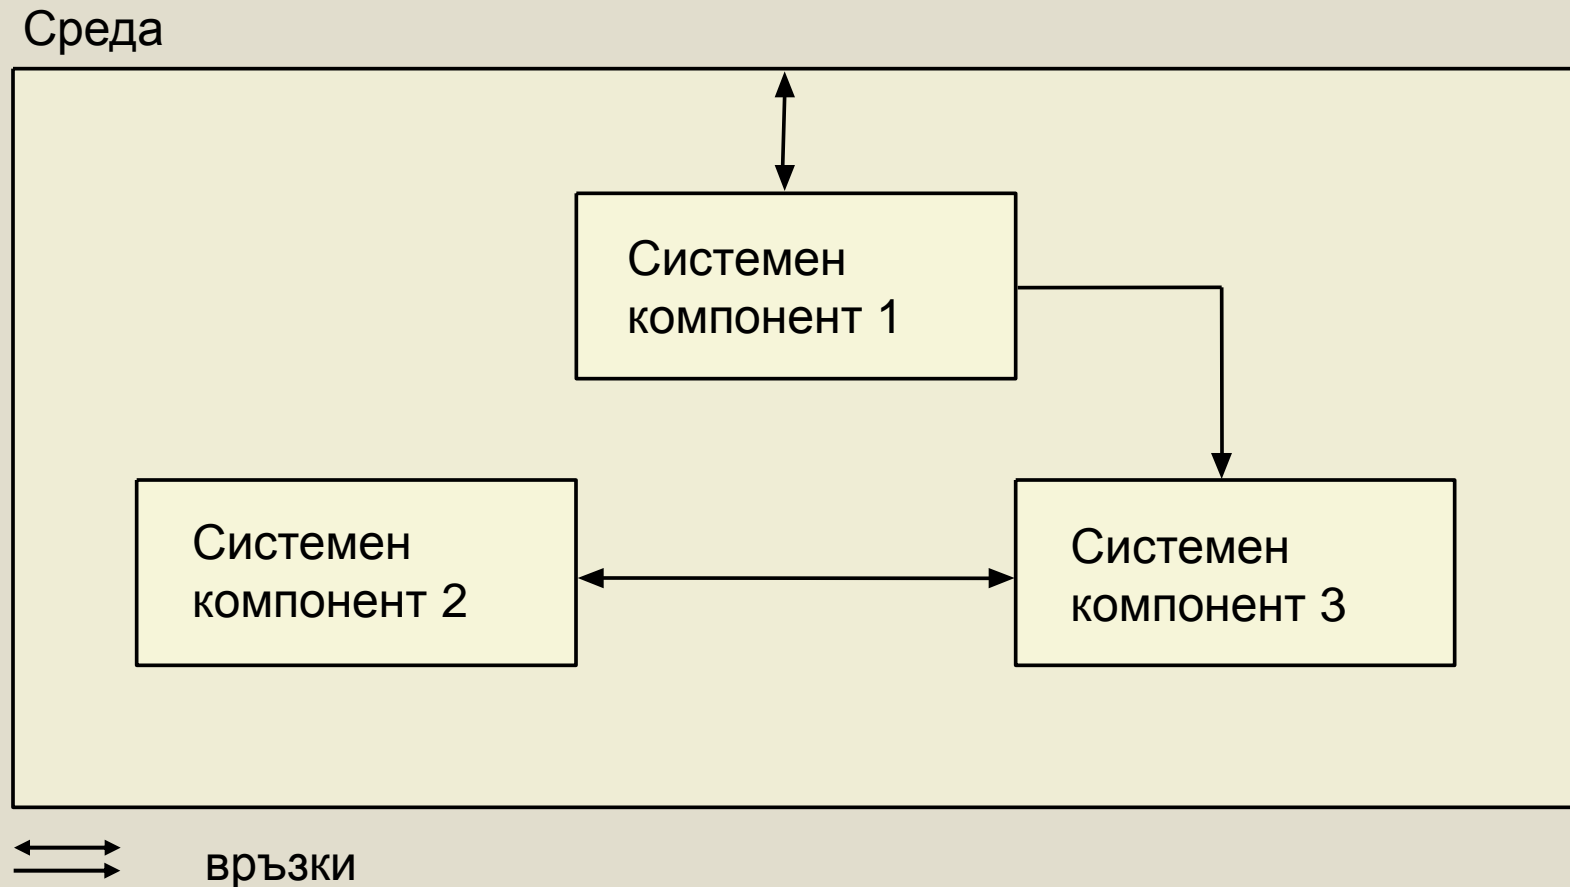 Среда
Системен
компонент 1
Системен
компонент 2
Системен
компонент 3
връзки